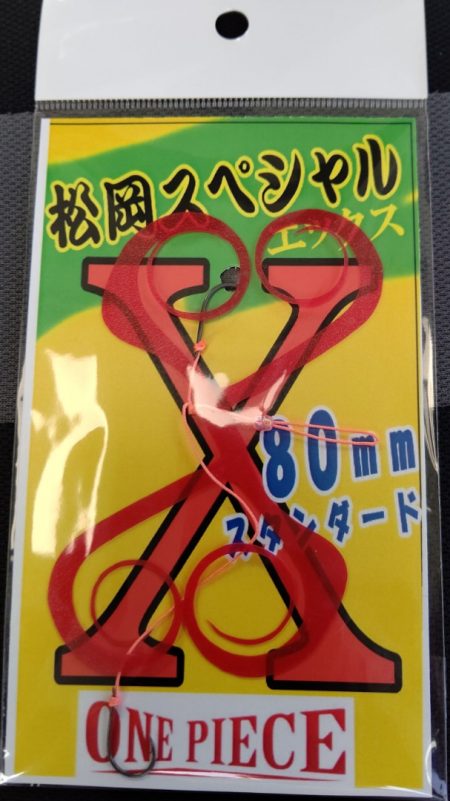 松岡スペシャル
エックス
X
80mm
スタンダード
ONE PIECE